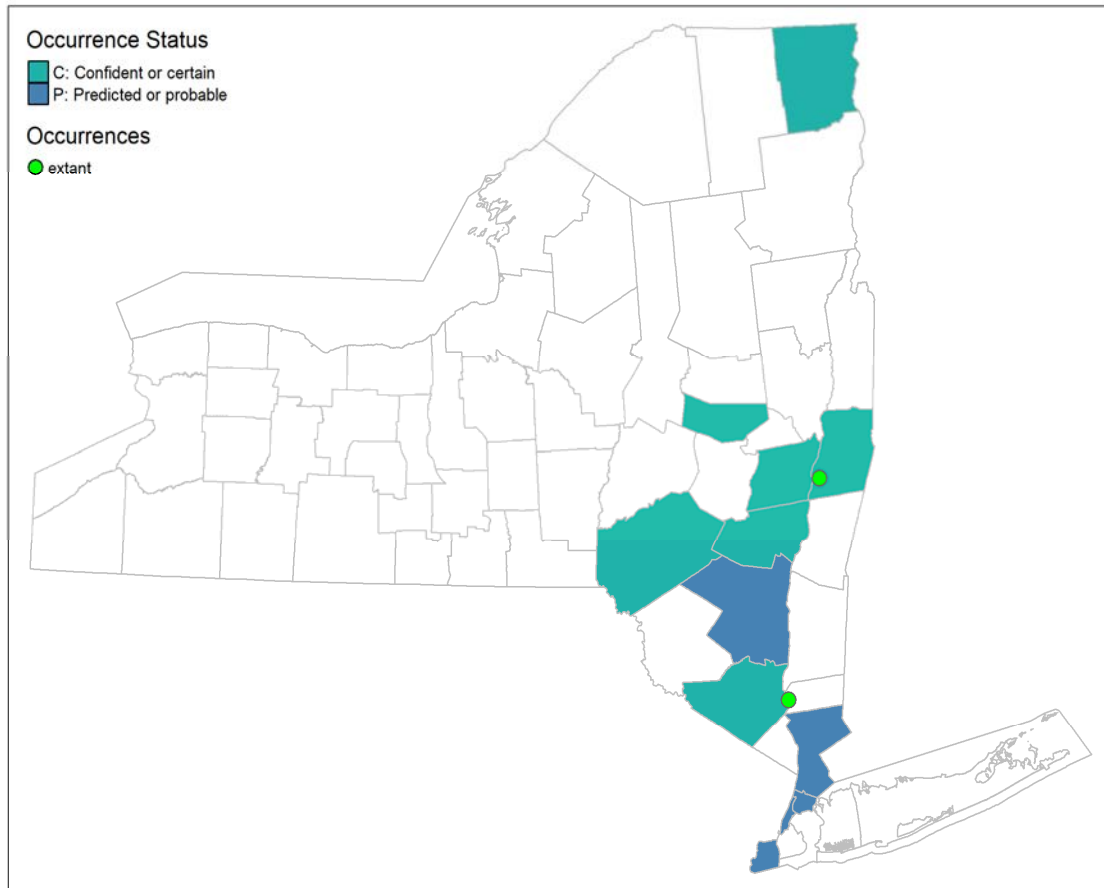 Occurrence Status
C: Confident or certain
P: Predicted or probable
Occurrences
extant